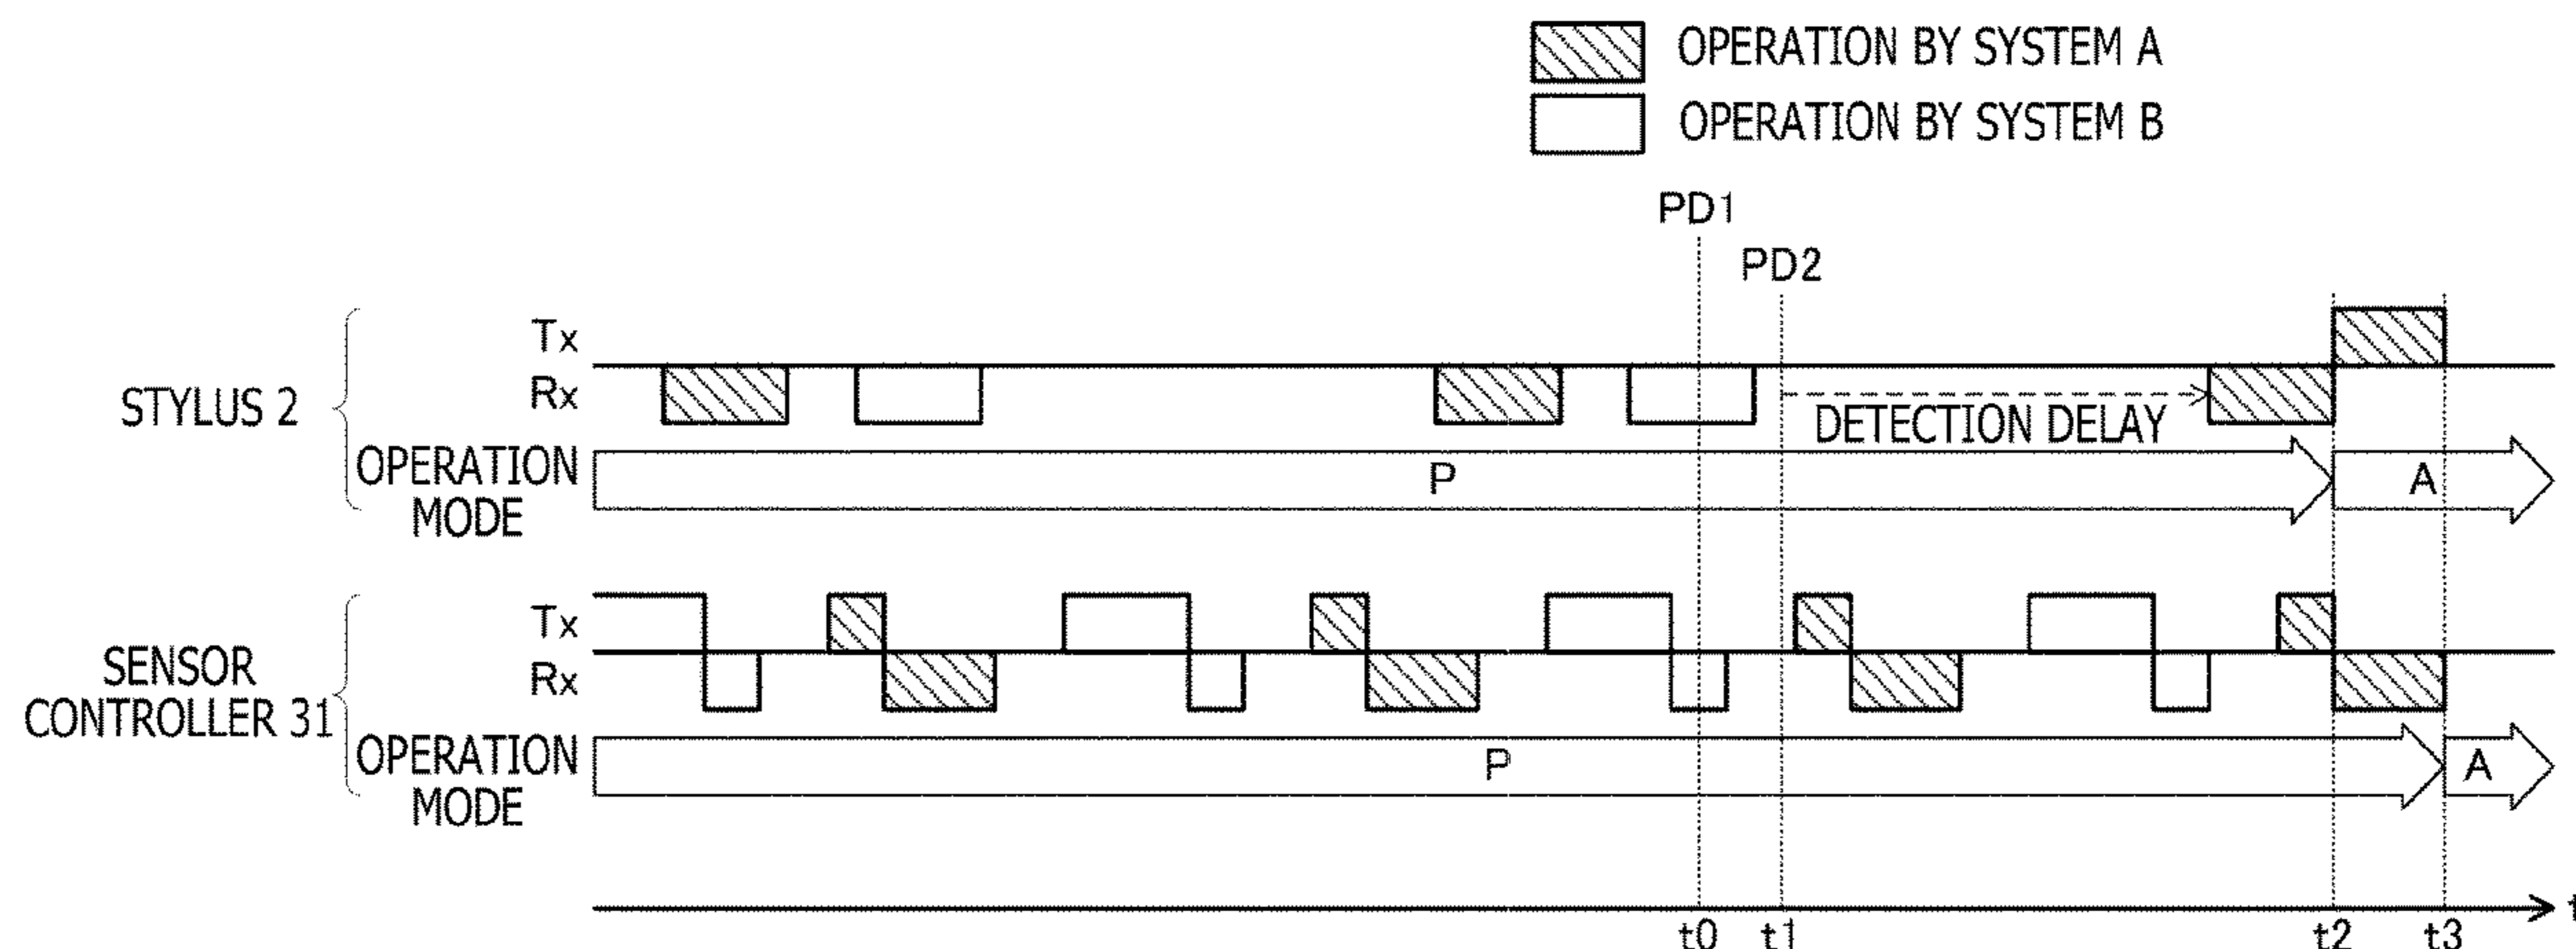 OPERATION BY SYSTEM A
OPERATION BY SYSTEM B
PD1
PD2
STYLUS 2
Tx
Rx
DETECTION DELAY
OPERATION
MODE
P
A
SENSOR
CONTROLLER 31
Tx
Rx
OPERATION
MODE
P
A
t0
t1
t2
t3
t